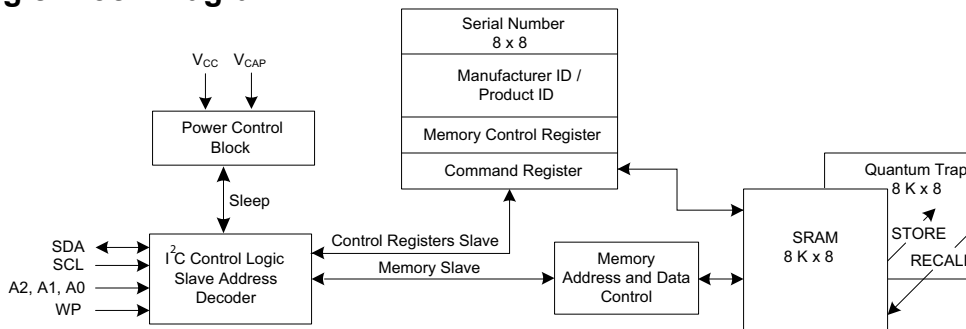 Serial Number
8 x 8
Manufacturer ID /
Product ID
Memory Control Register
Command Register
VCC
VCAP
Power Control
Block
Sleep
Quantum Trap
8 K x 8
STORE
RECALL
SRAM
8 K x 8
SDA
SCL
A2, A1, A0
WP
I2C Control Logic
Slave Address
Decoder
Control Registers Slave
Memory Slave
Memory
Address and Data
Control